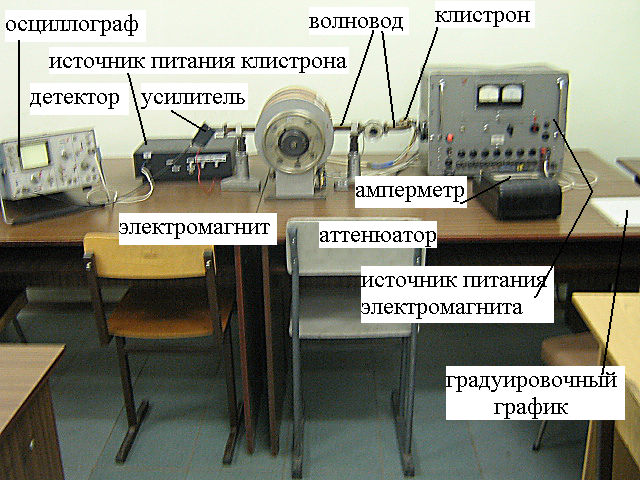 осциллограф
волновод
клистрон
источник питания клистрона
детектор
усилитель
амперметр
электромагнит
аттенюатор
источник питания
электромагнита
градуировочный
график